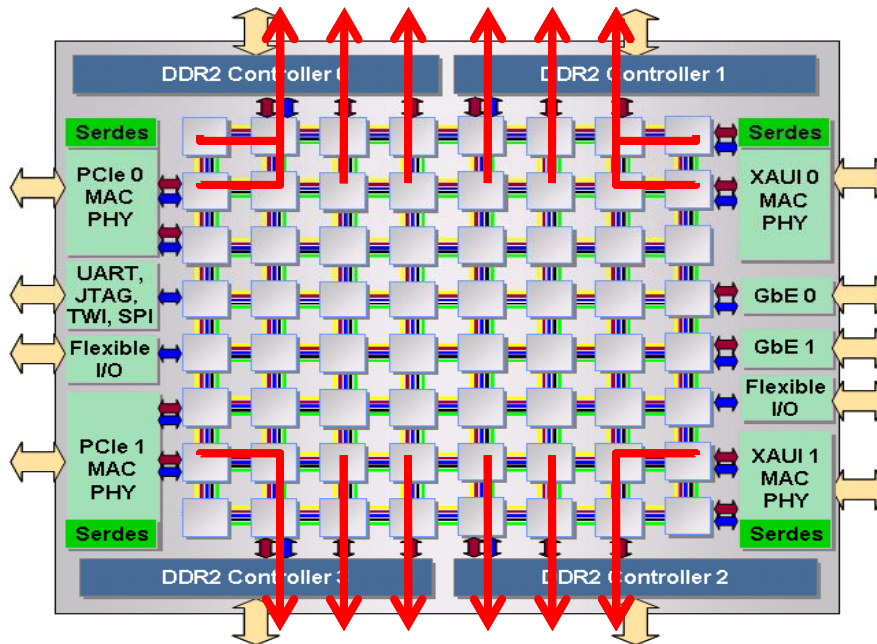 DDR2 Controller 0
DDR2 Controller 1
Serdes
PCIe 0
MAC
PHY
UART,
JTAG,
TWI, SPI
Flexible
I/O
PCIe 1
MAC
PHY
Serdes
Serdes
XAUI 0
MAC
PHY
GbE 0
GbE 1
Flexible
I/O
XAUI 1
MAC
PHY
Serdes
DDR2 Controller 3
DDR2 Controller 2